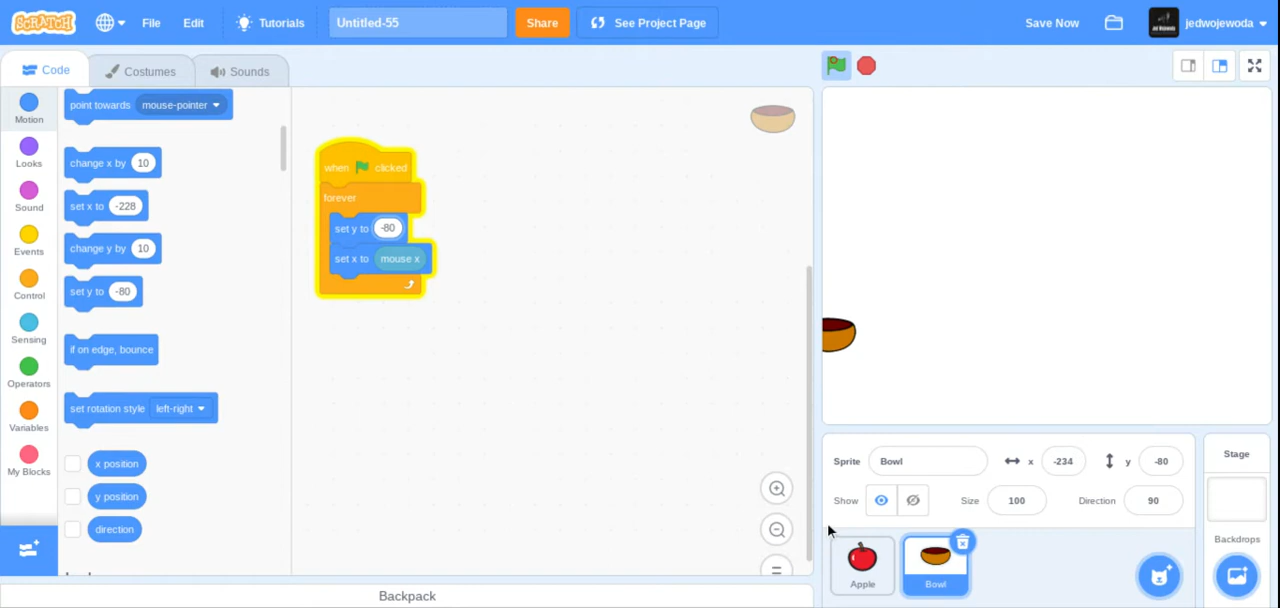 SCRATCH File Edit Tutorials Untitled-55 Share See Project Page Save Now jedwojewoda
Code Costumes Sounds
Motion
Looks
Sound
Events
Control
Sensing
Operators
Variables
My Blocks
point towards mouse-pointer
change x by 10
set x to -228
change y by 10
set y to -80
if on edge, bounce
set rotation style left-right
x position
y position
direction
when clicked
forever
set y to -80
set x to mouse x
Sprite Bowl x -234 y -80
Show Size 100 Direction 90
Apple
Bowl
Stage
Backdrops
Backpack